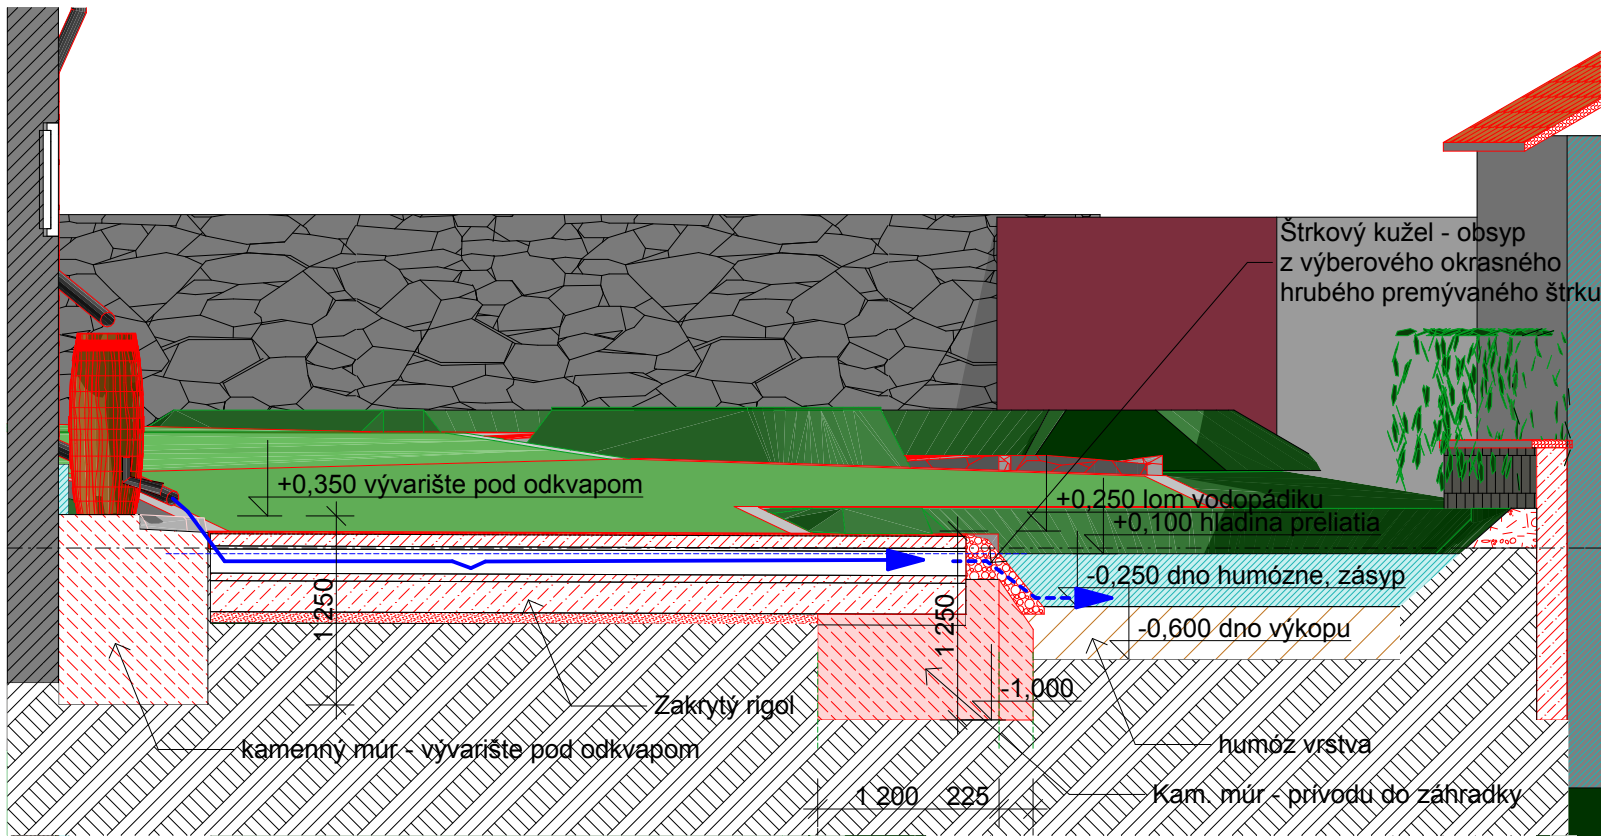 Štrkový kužel - obsyp
z výberového okrasného
hrubého premývaného štrku
+0,350 vývarište pod odkvapom
+0,250 lom vodopádiku
+0,100 hladina preliatia
-0,250 dno humózne, zásyp
1 250
1 250
-0,600 dno výkopu
-1,000
Zakrytý rigol
kamenný múr - vývarište pod odkvapom
humóz vrstva
1 200
225
Kam. múr - prívodu do záhradky